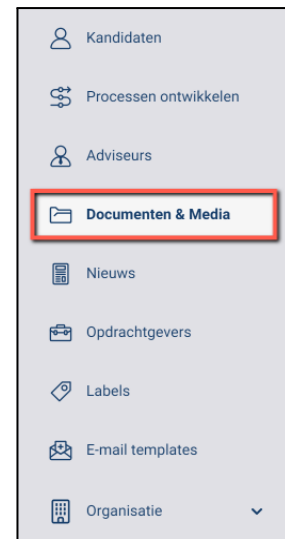 Kandidaten
Processen ontwikkelen
Adviseurs
Documenten & Media
Nieuws
Opdrachtgevers
Labels
E-mail templates
Organisatie